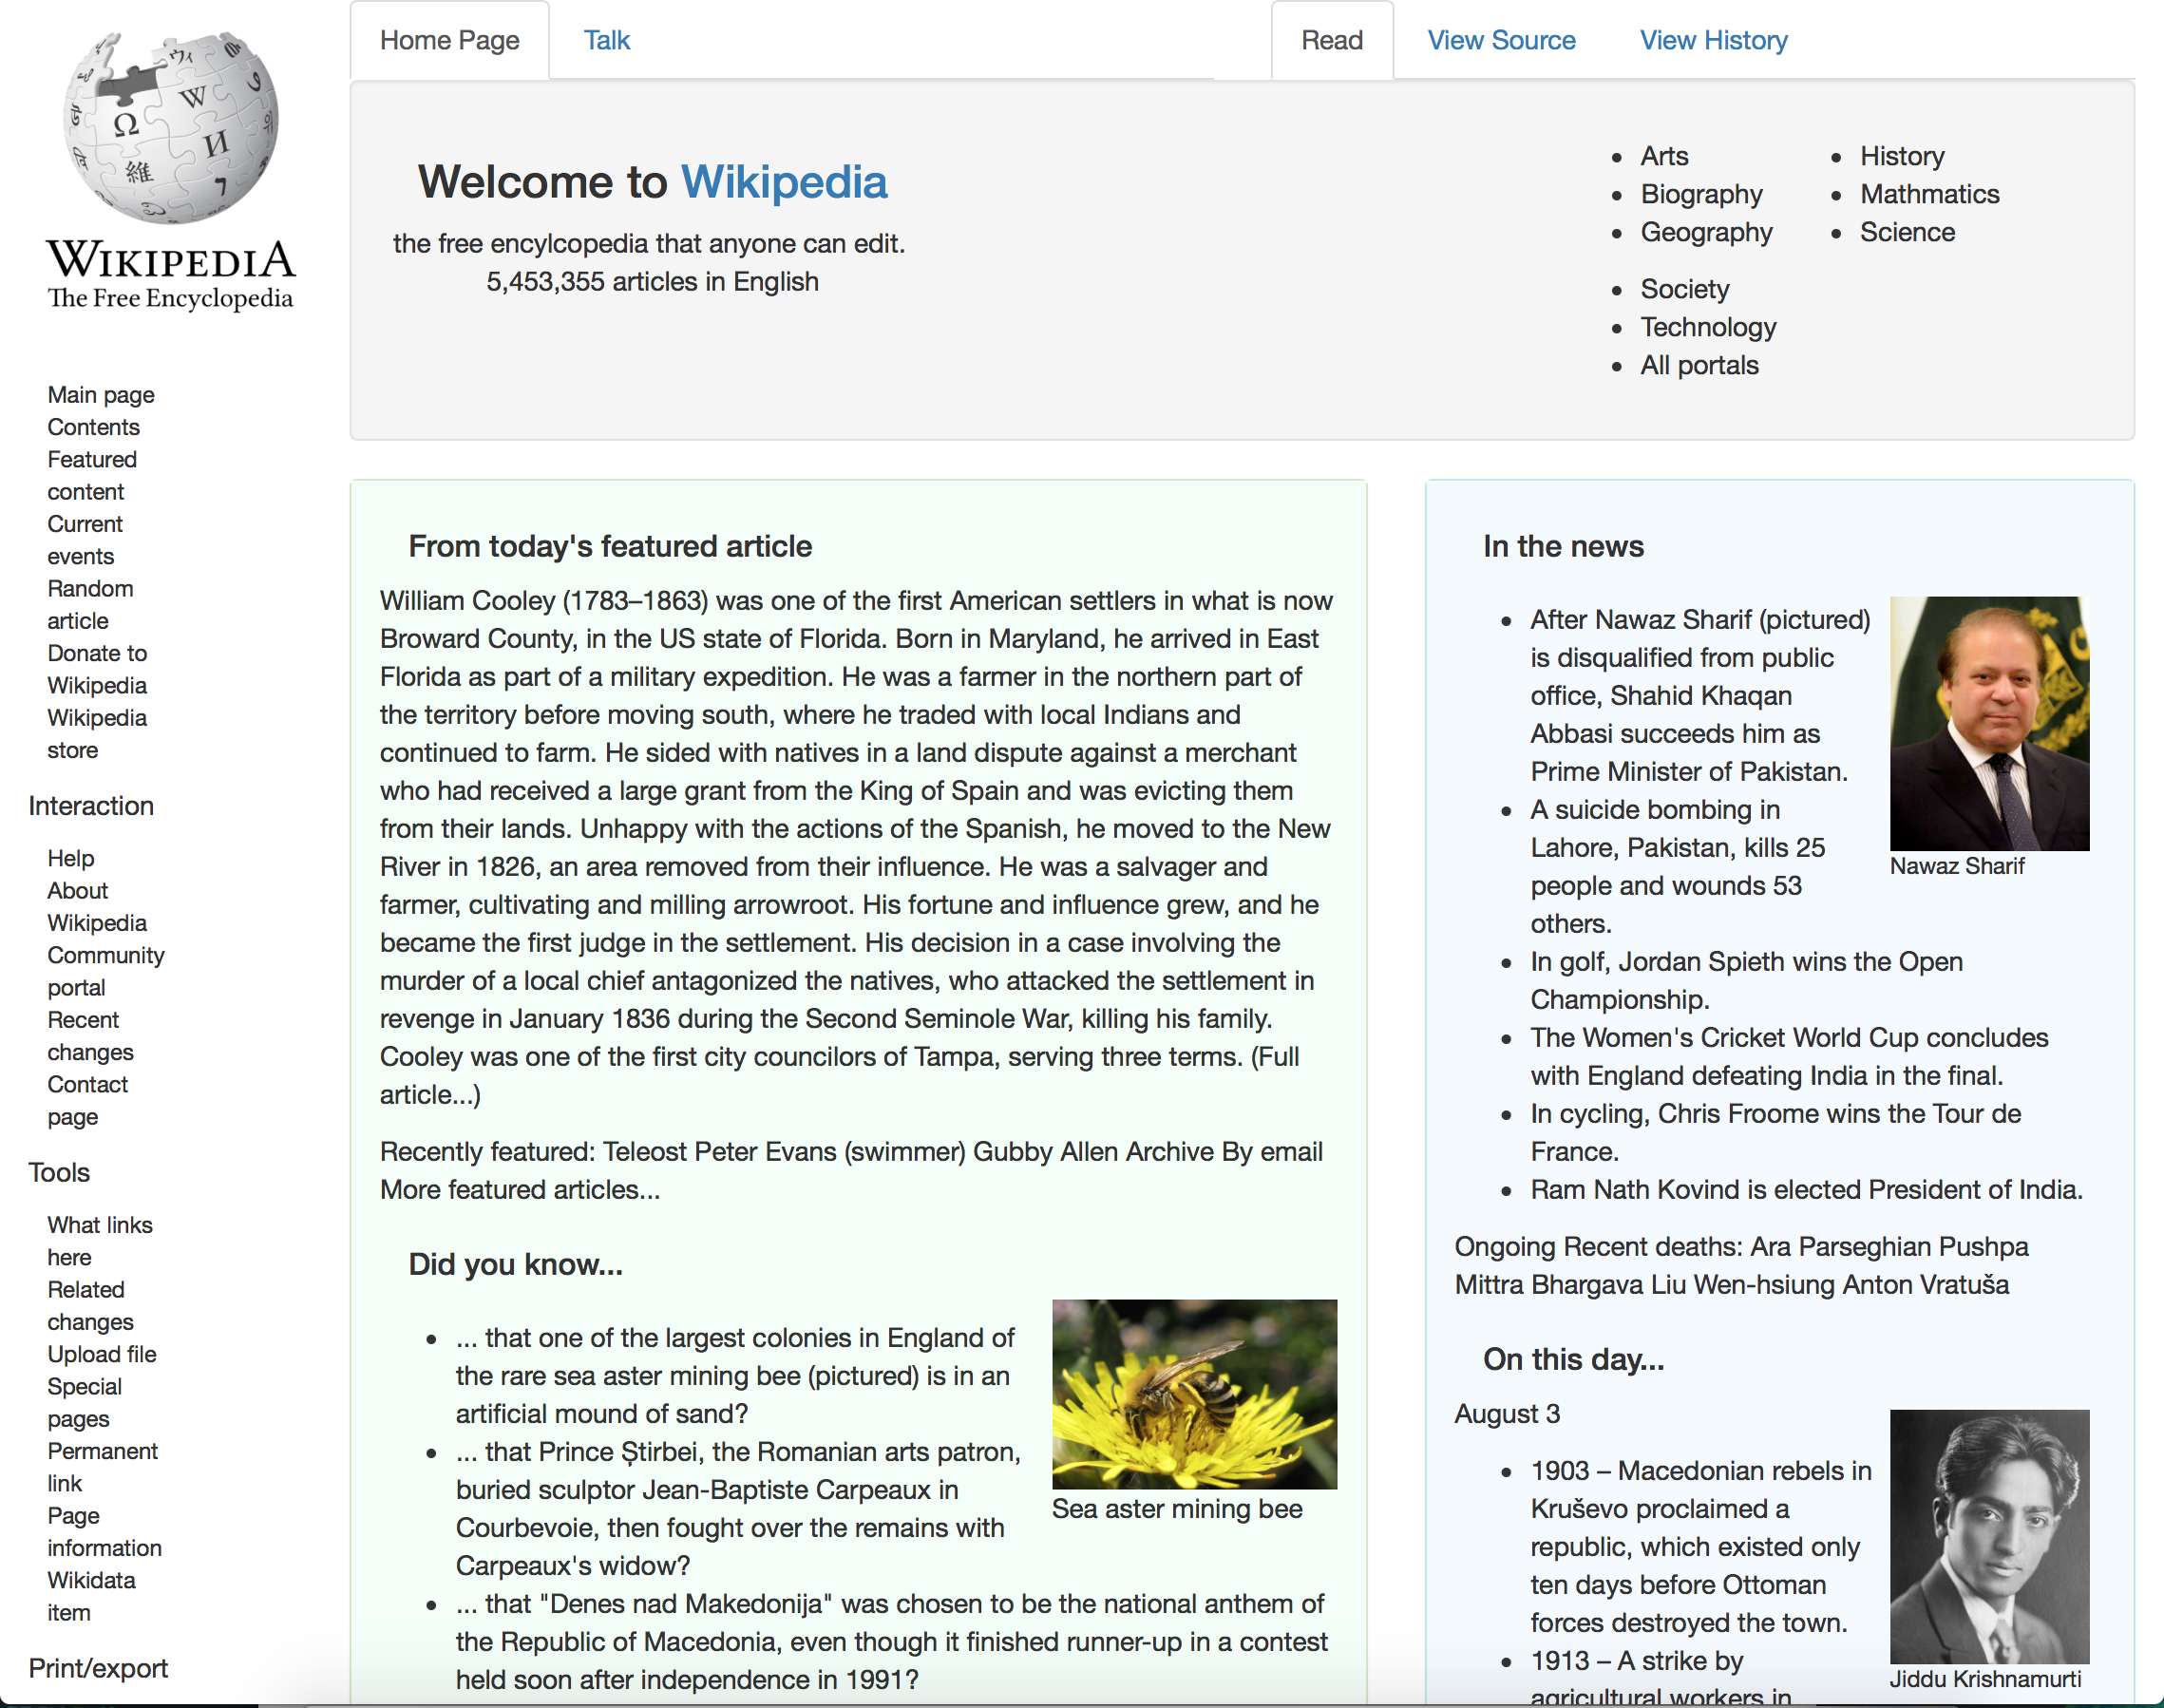 WIKIPEDIA
The Free Encyclopedia
Main page
Contents
Featured
content
Current
events
Random
article
Donate to
Wikipedia
Wikipedia
store
Interaction
Help
About
Wikipedia
Community
portal
Recent
changes
Contact
page
Tools
What links
here
Related
changes
Upload file
Special
pages
Permanent
link
Page
information
Wikidata
item
Print/export
Home Page
Talk
Read
View Source
View History
Welcome to Wikipedia
the free encylcopedia that anyone can edit.
5,453,355 articles in English
Arts
Biography
Geography
History
Mathmatics
Science
Society
Technology
All portals
From today's featured article
William Cooley (1783–1863) was one of the first American settlers in what is now
Broward County, in the US state of Florida. Born in Maryland, he arrived in East
Florida as part of a military expedition. He was a farmer in the northern part of
the territory before moving south, where he traded with local Indians and
continued to farm. He sided with natives in a land dispute against a merchant
who had received a large grant from the King of Spain and was evicting them
from their lands. Unhappy with the actions of the Spanish, he moved to the New
River in 1826, an area removed from their influence. He was a salvager and
farmer, cultivating and milling arrowroot. His fortune and influence grew, and he
became the first judge in the settlement. His decision in a case involving the
murder of a local chief antagonized the natives, who attacked the settlement in
revenge in January 1836 during the Second Seminole War, killing his family.
Cooley was one of the first city councilors of Tampa, serving three terms. (Full
article...)
Recently featured: Teleost Peter Evans (swimmer) Gubby Allen Archive By email
More featured articles...
Did you know...
... that one of the largest colonies in England of
the rare sea aster mining bee (pictured) is in an
artificial mound of sand?
... that Prince Știrbei, the Romanian arts patron,
buried sculptor Jean-Baptiste Carpeaux in
Courbevoie, then fought over the remains with
Carpeaux's widow?
... that "Denes nad Makedonija" was chosen to be the national anthem of
the Republic of Macedonia, even though it finished runner-up in a contest
held soon after independence in 1991?
Sea aster mining bee
In the news
After Nawaz Sharif (pictured)
is disqualified from public
office, Shahid Khaqan
Abbasi succeeds him as
Prime Minister of Pakistan.
A suicide bombing in
Lahore, Pakistan, kills 25
people and wounds 53
others.
In golf, Jordan Spieth wins the Open
Championship.
The Women's Cricket World Cup concludes
with England defeating India in the final.
In cycling, Chris Froome wins the Tour de
France.
Ram Nath Kovind is elected President of India.
Nawaz Sharif
Ongoing Recent deaths: Ara Parseghian Pushpa
Mittra Bhargava Liu Wen-hsiung Anton Vratuša
On this day...
August 3
1903 – Macedonian rebels in
Kruševo proclaimed a
republic, which existed only
ten days before Ottoman
forces destroyed the town.
1913 – A strike by
agricultural workers in
Jiddu Krishnamurti